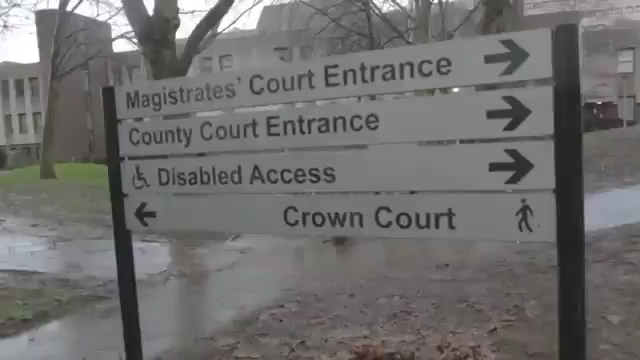 Magistrates' Court Entrance
County Court Entrance
Disabled Access
Crown Court